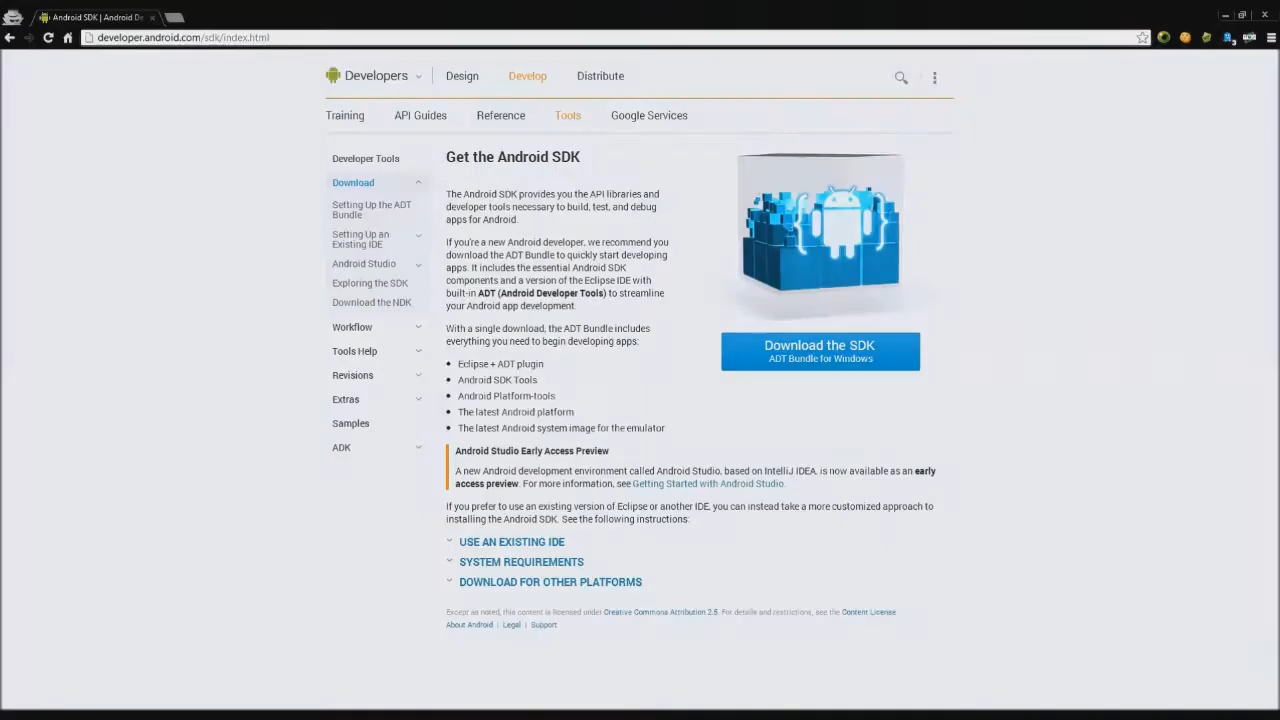 Android SDK | Android De
developer.android.com/sdk/index.html
Developers
Design
Develop
Distribute
Training
API Guides
Reference
Tools
Google Services
Developer Tools
Download
Setting Up the ADT
Bundle
Setting Up an
Existing IDE
Android Studio
Exploring the SDK
Download the NDK
Workflow
Tools Help
Revisions
Extras
Samples
ADK
Get the Android SDK
The Android SDK provides you the API libraries and
developer tools necessary to build, test, and debug
apps for Android.
If you're a new Android developer, we recommend you
download the ADT Bundle to quickly start developing
apps. It includes the essential Android SDK
components and a version of the Eclipse IDE with
built-in ADT (Android Developer Tools) to streamline
your Android app development.
With a single download, the ADT Bundle includes
everything you need to begin developing apps:
Eclipse + ADT plugin
Android SDK Tools
Android Platform-tools
The latest Android platform
The latest Android system image for the emulator
Download the SDK
ADT Bundle for Windows
Android Studio Early Access Preview
A new Android development environment called Android Studio, based on IntelliJ IDEA, is now available as an early
access preview. For more information, see Getting Started with Android Studio.
If you prefer to use an existing version of Eclipse or another IDE, you can instead take a more customized approach to
installing the Android SDK. See the following instructions:
USE AN EXISTING IDE
SYSTEM REQUIREMENTS
DOWNLOAD FOR OTHER PLATFORMS
Except as noted, this content is licensed under Creative Commons Attribution 2.5. For details and restrictions, see the Content License
About Android | Legal | Support